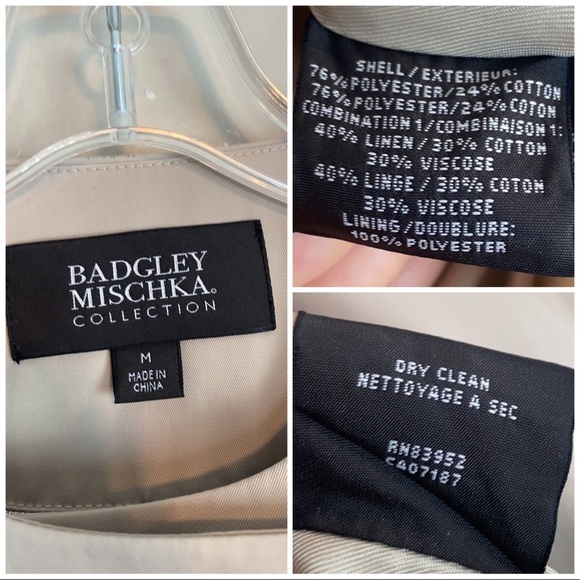 BADGLEY
MISCHKA.
COLLECTION
M
MADE IN
CHINA
SHELL/EXTERIEUR:
76% POLYESTER/24% COTTON
76% POLYESTER/24% COTON
COMBINATION 1/COMBINAISON 1:
40% LINEN/30% COTTON
30% VISCOSE
40% LINGE/30% COTON
30% VISCOSE
LINING/DOUBLURE:
100% POLYESTER
DRY CLEAN
NETTOYAGE A SEC
RN83952
5407187